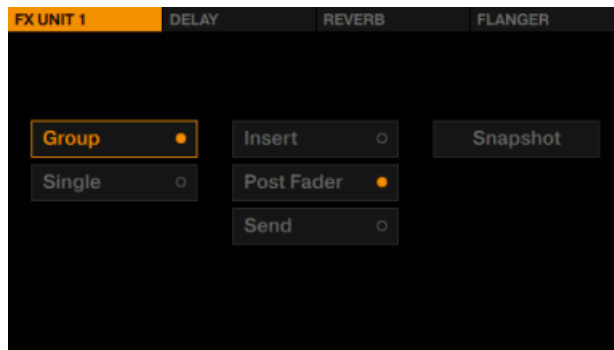 FX UNIT 1 DELAY REVERB FLANGER
Group Insert Snapshot
Single Post Fader
Send